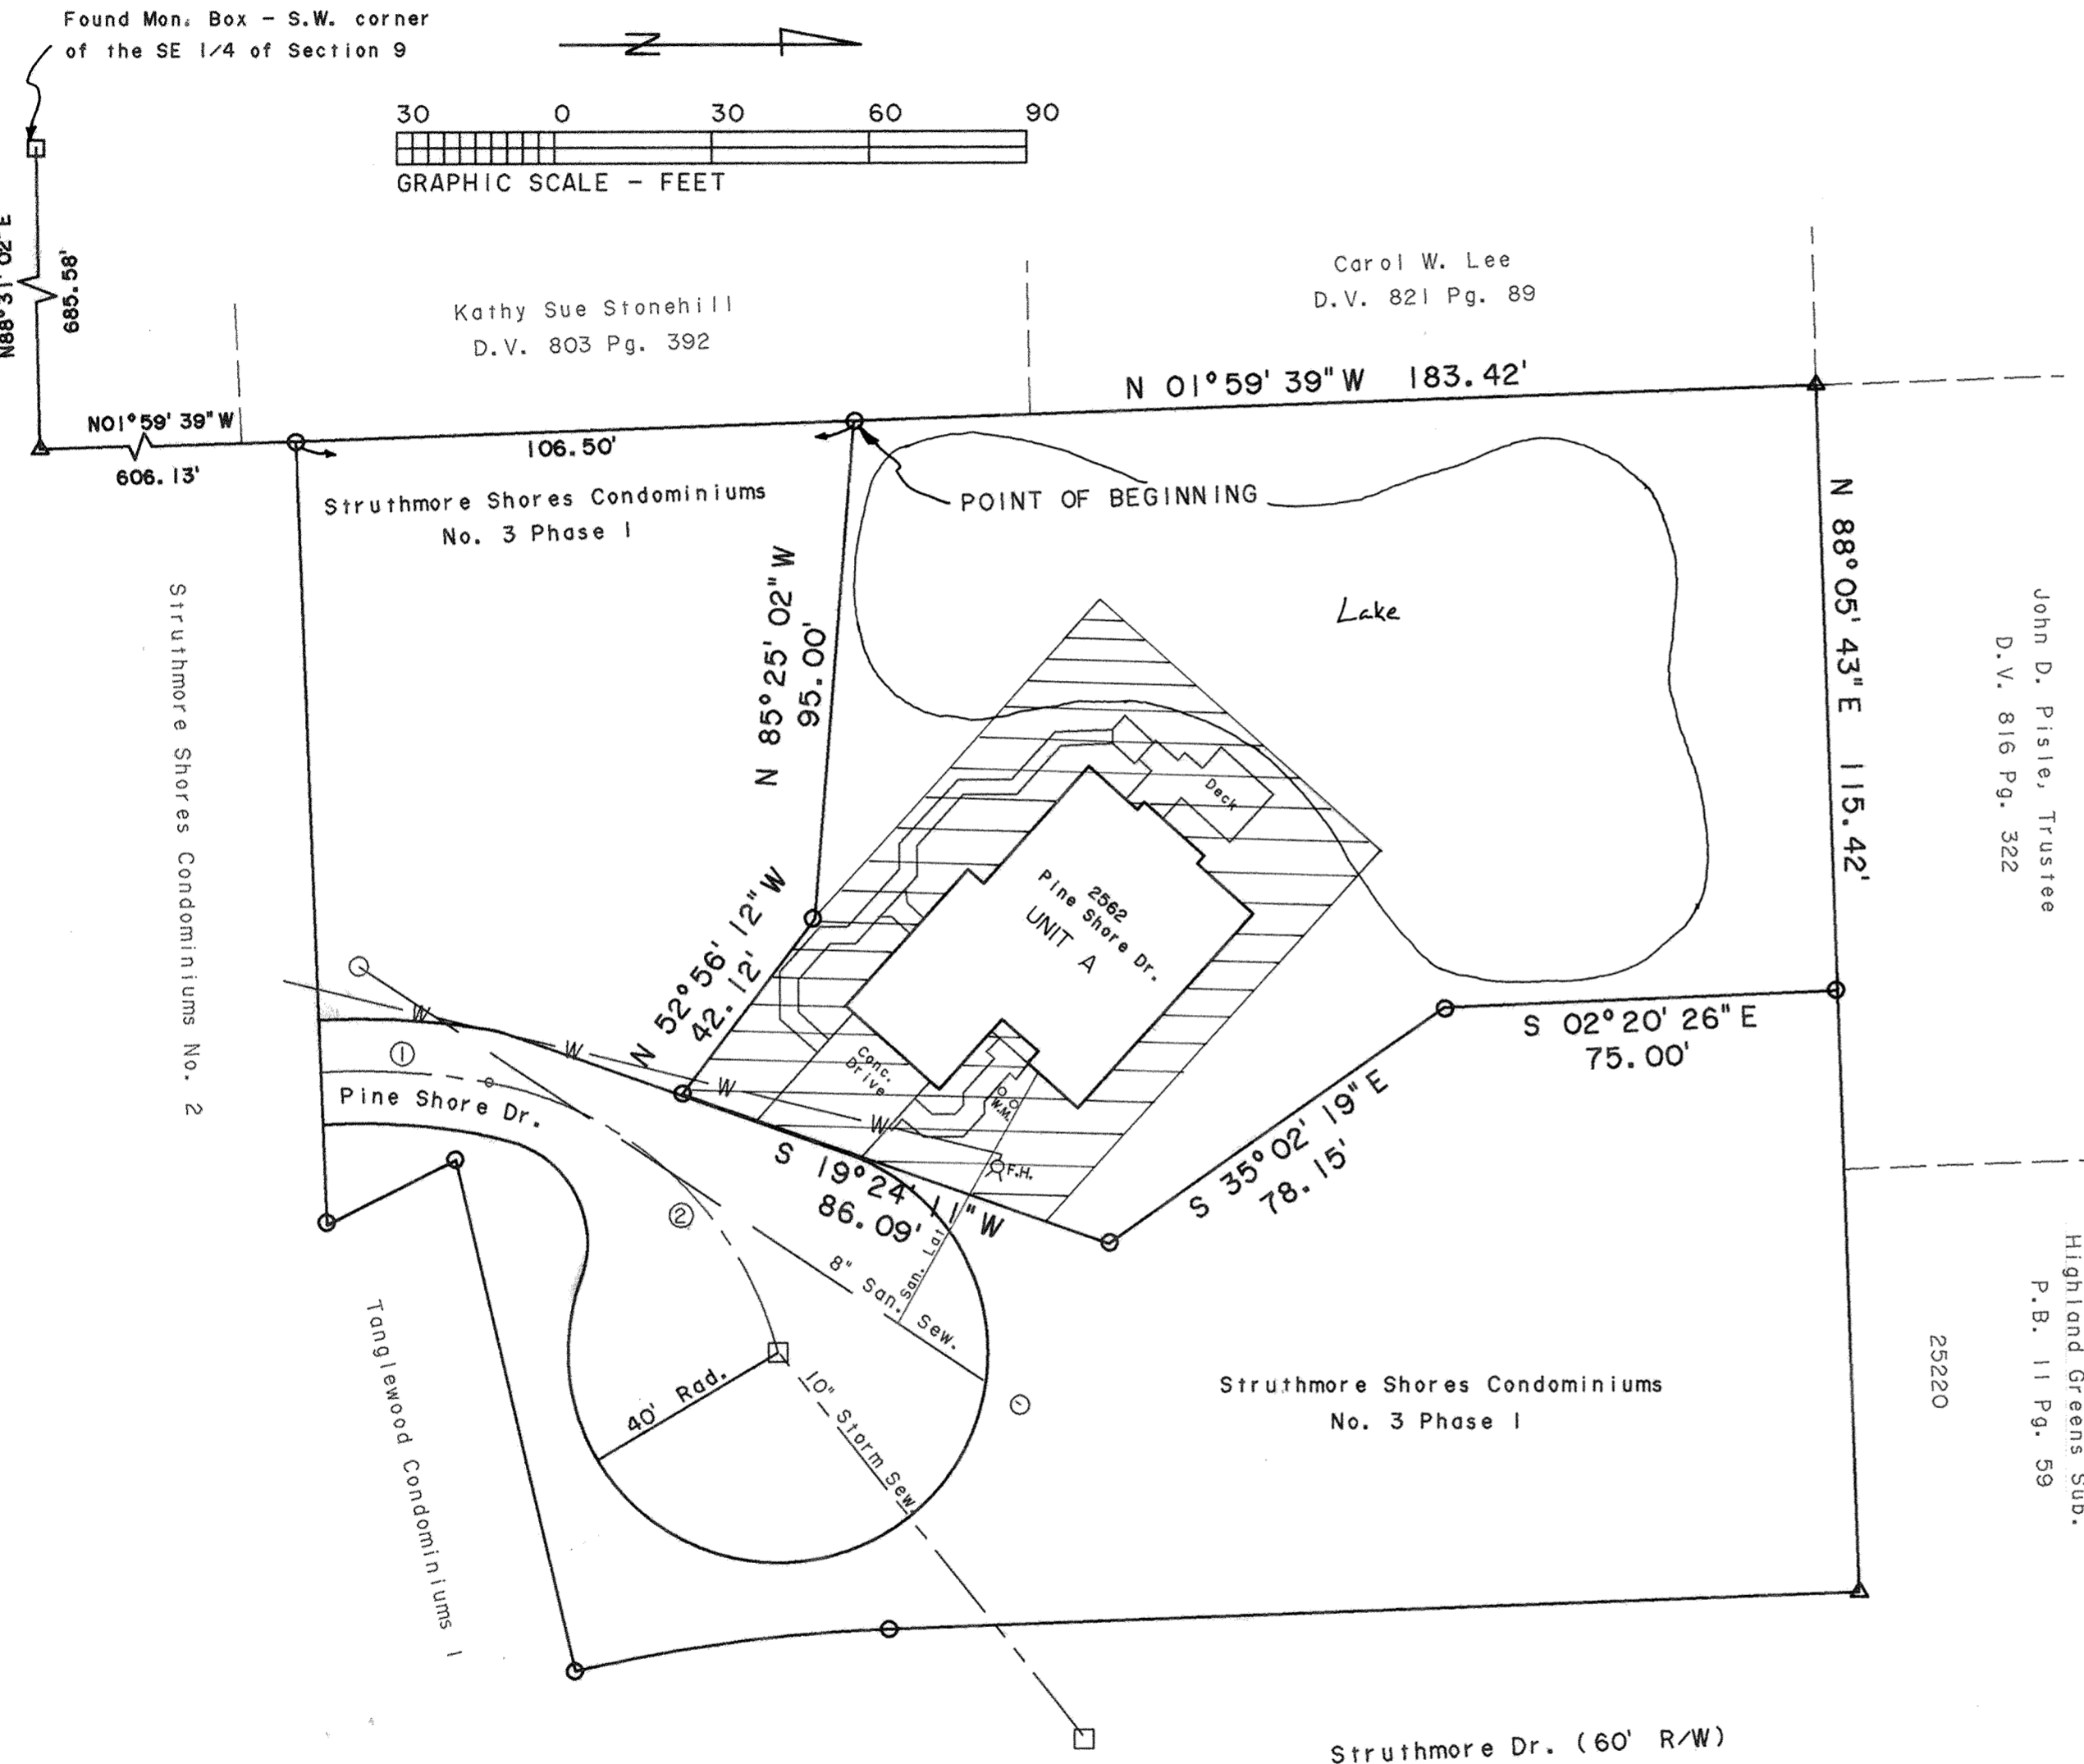 Found Mon. Box - S.W. corner
of the SE 1/4 of Section 9
N
30 0 30 60 90
GRAPHIC SCALE - FEET
N88°31'02"E
685.58'
Kathy Sue Stonehill
D.V. 803 Pg. 392
Carol W. Lee
D.V. 821 Pg. 89
N01°59'39"W
606.13'
106.50'
N 01°59'39"W 183.42'
Struthmore Shores Condominiums
No. 3 Phase 1
POINT OF BEGINNING
Lake
N 88°05'43"E 115.42'
John D. Pisle, Trustee
D.V. 816 Pg. 322
Struthmore Shores Condominiums No. 2
N 85°25'02"W
95.00'
Deck
2562
Pine Shore Dr.
UNIT A
N 52°56'12"W
42.12'
W
W
W
W
1
Pine Shore Dr.
Conc.
Drive
W.M.
F.H.
S 02°20'26"E
75.00'
S 35°02'19"E
78.15'
S 19°24'11"W
86.09'
2
San. Lat.
8" San. Sew.
40' Rad.
10" Storm Sew.
Tanglewood Condominiums 1
Struthmore Shores Condominiums
No. 3 Phase 1
25220
Highland Greens Sub.
P.B. 11 Pg. 59
Struthmore Dr. (60' R/W)